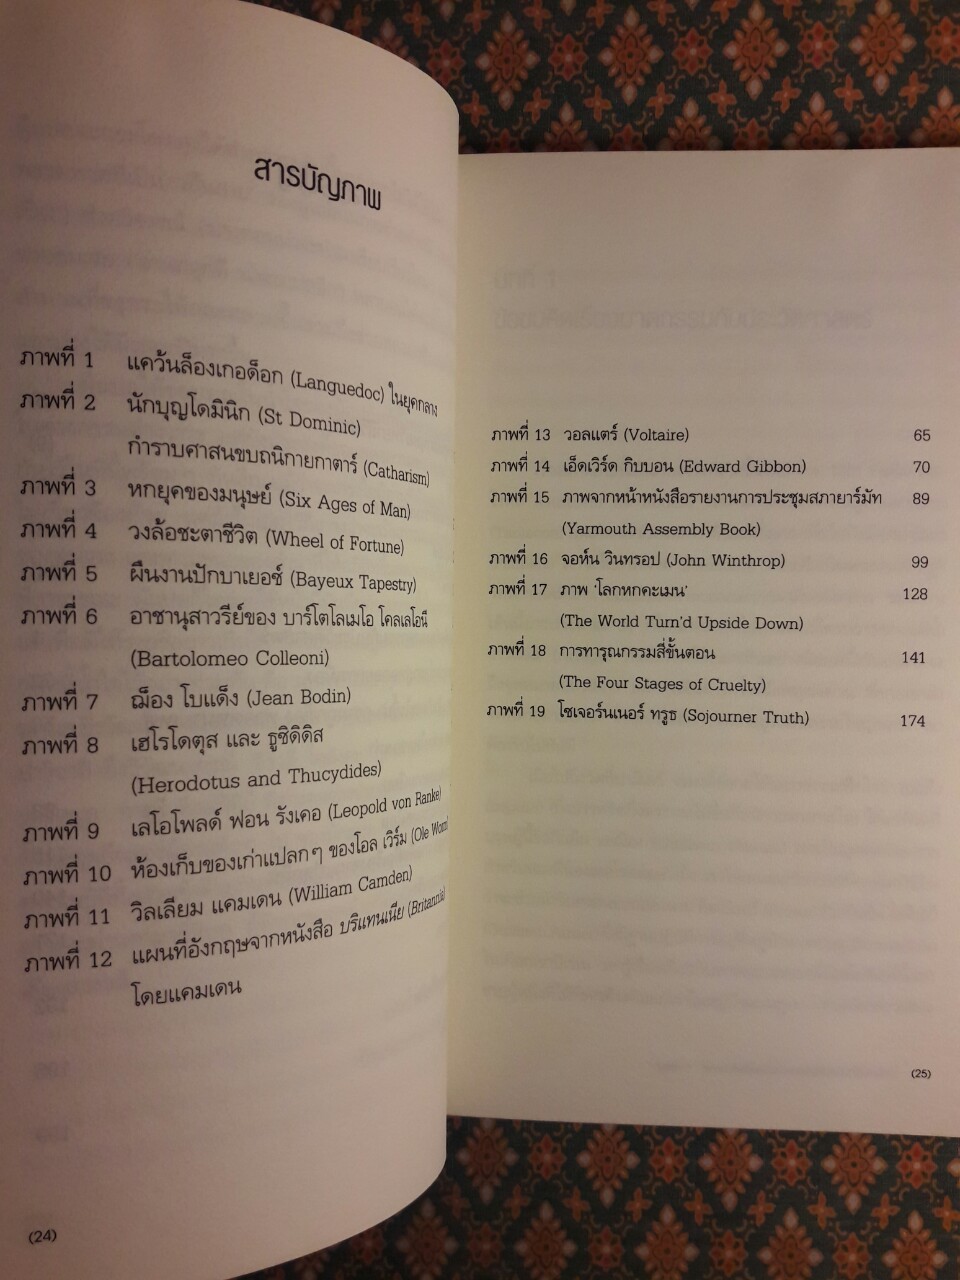 สารบัญภาพ
ภาพที่ 1 แคว้นล็องเกอด็อก (Languedoc) ในยุคกลาง
ภาพที่ 2 นักบุญโดมินิก (St Dominic)
กำราบศาสนขบถนิกายกาตาร์ (Catharism)
ภาพที่ 3 หกยุคของมนุษย์ (Six Ages of Man)
ภาพที่ 4 วงล้อชะตาชีวิต (Wheel of Fortune)
ภาพที่ 5 ผืนงานปักบาเยอซ์ (Bayeux Tapestry)
ภาพที่ 6 อาชานุสาวรีย์ของ บาร์โตโลเมโอ โคลเลโอนี
(Bartolomeo Colleoni)
ภาพที่ 7 ฌ็อง โบแด็ง (Jean Bodin)
ภาพที่ 8 เฮโรโดตุส และ ธูซิดิดิส
(Herodotus and Thucydides)
ภาพที่ 9 เลโอโพลด์ ฟอน รังเคอ (Leopold von Ranke)
ภาพที่ 10 ห้องเก็บของเก่าแปลกๆ ของโอล เวิร์ม (Ole Worm)
ภาพที่ 11 วิลเลียม แคมเดน (William Camden)
ภาพที่ 12 แผนที่อังกฤษจากหนังสือ บริแทนเนีย (Britannia)
โดยแคมเดน
(24)
ภาพที่ 13 วอลแตร์ (Voltaire) 65
ภาพที่ 14 เอ็ดเวิร์ด กิบบอน (Edward Gibbon) 70
ภาพที่ 15 ภาพจากหน้าหนังสือรายงานการประชุมสภายาร์มัท 89
(Yarmouth Assembly Book)
ภาพที่ 16 จอห์น วินทรอป (John Winthrop) 99
ภาพที่ 17 ภาพ 'โลกหกคะเมน' 128
(The World Turn'd Upside Down)
ภาพที่ 18 การทารุณกรรมสี่ขั้นตอน 141
(The Four Stages of Cruelty)
ภาพที่ 19 โซเจอร์นเนอร์ ทรูธ (Sojourner Truth) 174
(25)